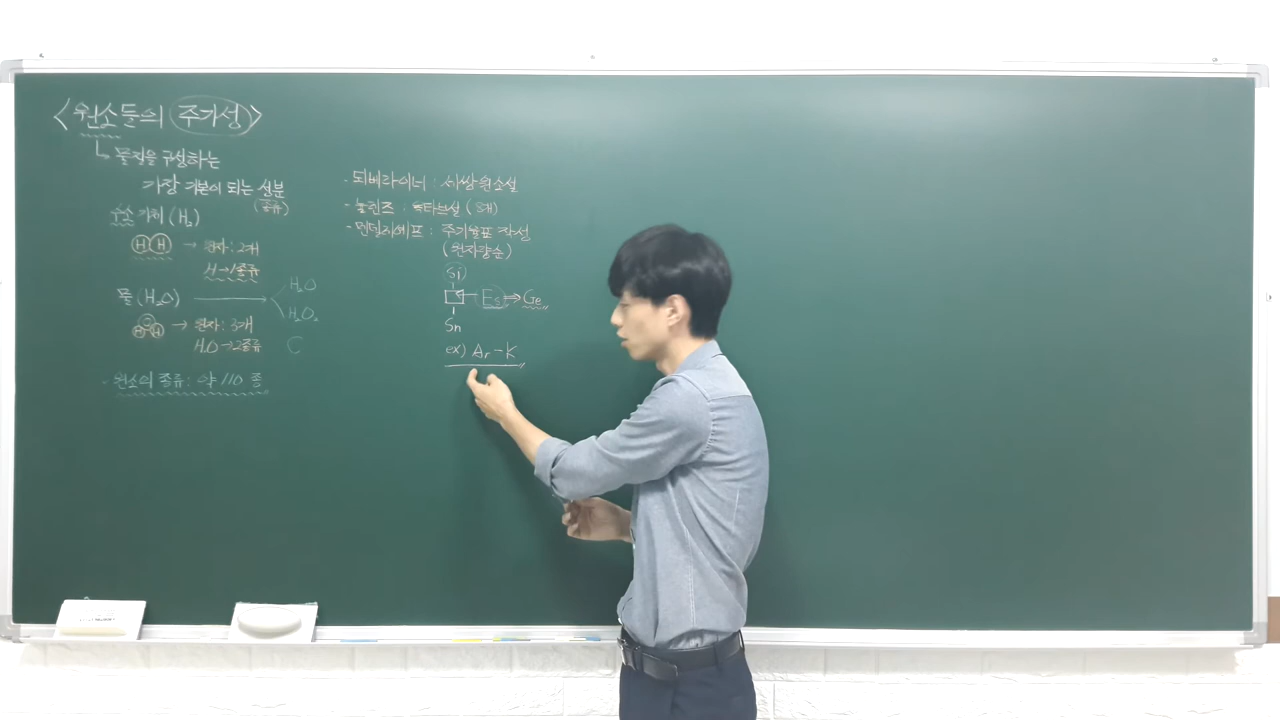 <원소들의 주기성>
→ 물질을 구성하는
가장 기본이 되는 성분
(종류)
수소 기체 (H₂)
H H → 원자 : 2개
H → 1종류
물 (H₂O) → H₂O
H₂O₂
H O H → 원자 : 3개
H₂O → 2종류
C
- 원소의 종류 : 약 110 종
- 되베라이너 : 세쌍원소설
- 뉼린즈 : 옥타브설 (8개)
- 멘델레예프 : 주기율표 작성
(원자량순)
Si
Es ⇒ Ge
Sn
ex) Ar - K